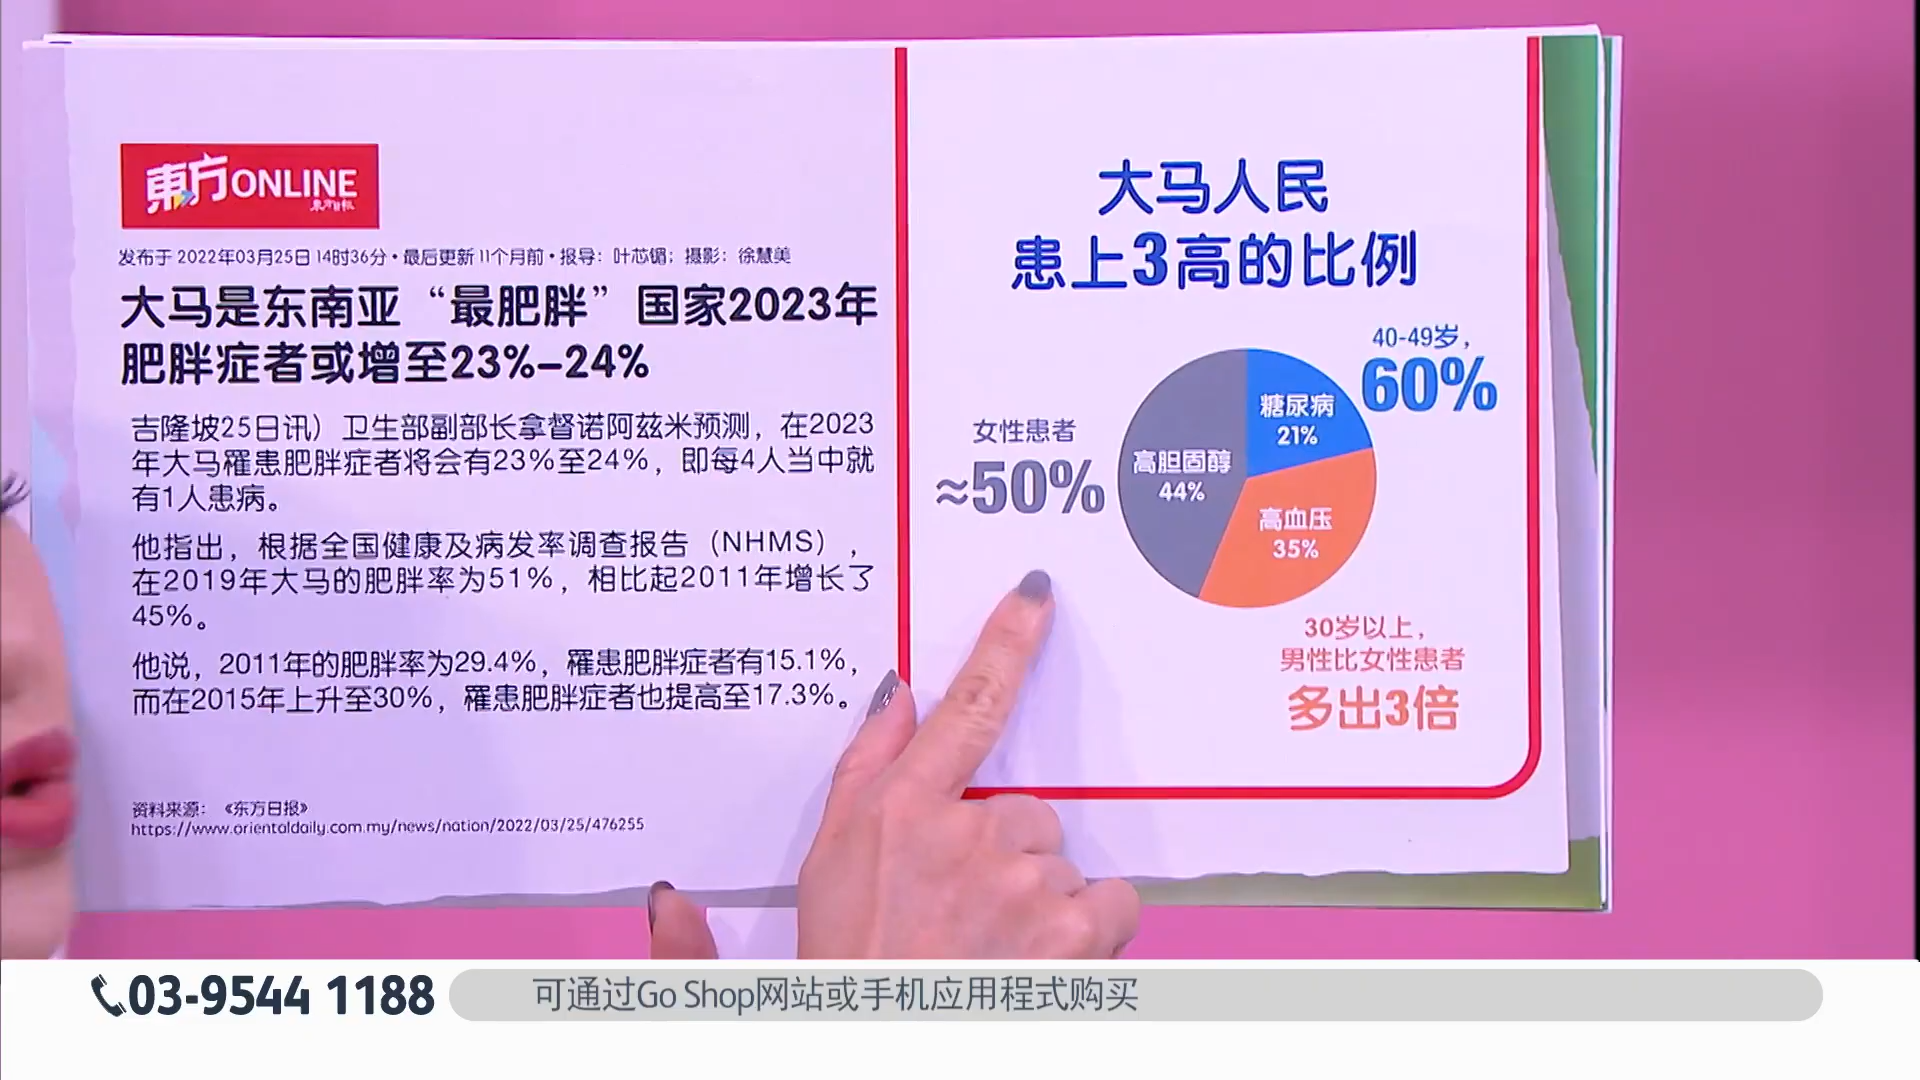 東方ONLINE
東方日报
发布于 2022年03月25日 14时36分 • 最后更新 11个月前 • 报导：叶芯镅；摄影：徐慧美
大马是东南亚“最肥胖”国家2023年
肥胖症者或增至23%–24%
吉隆坡25日讯）卫生部副部长拿督诺阿兹米预测，在2023
年大马罹患肥胖症者将会有23%至24%，即每4人当中就
有1人患病。
他指出，根据全国健康及病发率调查报告（NHMS），
在2019年大马的肥胖率为51%，相比起2011年增长了
45%。
他说，2011年的肥胖率为29.4%，罹患肥胖症者有15.1%，
而在2015年上升至30%，罹患肥胖症者也提高至17.3%。
资料来源：《东方日报》
https://www.orientaldaily.com.my/news/nation/2022/03/25/476255
大马人民
患上3高的比例
40-49岁，
60%
糖尿病
21%
女性患者
≈50%
高胆固醇
44%
高血压
35%
30岁以上，
男性比女性患者
多出3倍
03-9544 1188
可通过Go Shop网站或手机应用程式购买